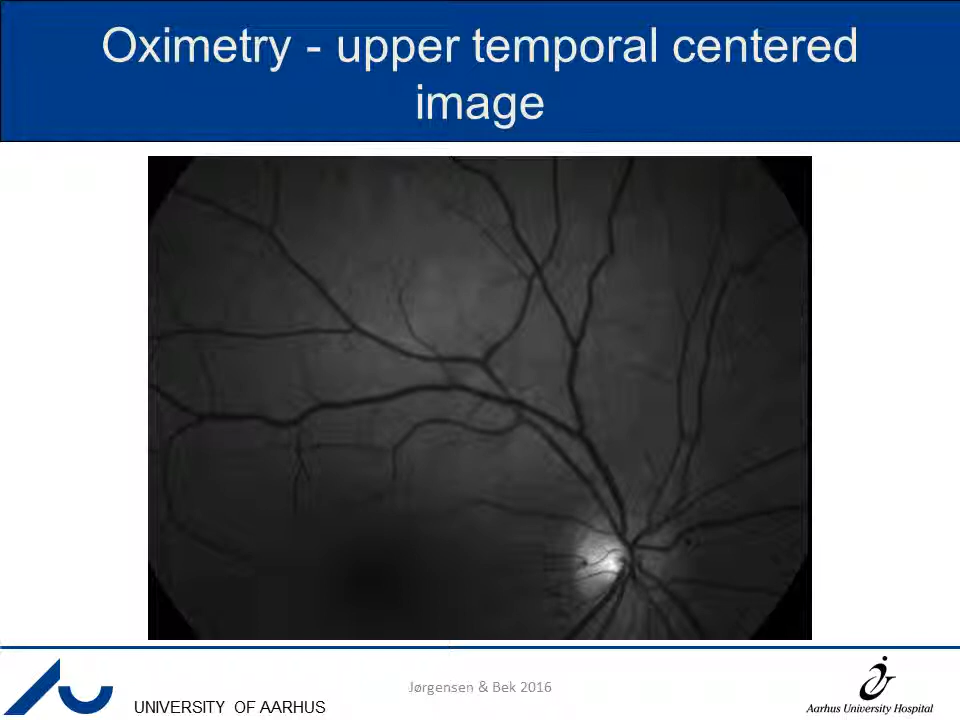 Oximetry - upper temporal centered
image
Jørgensen & Bek 2016
UNIVERSITY OF AARHUS
Aarhus University Hospital